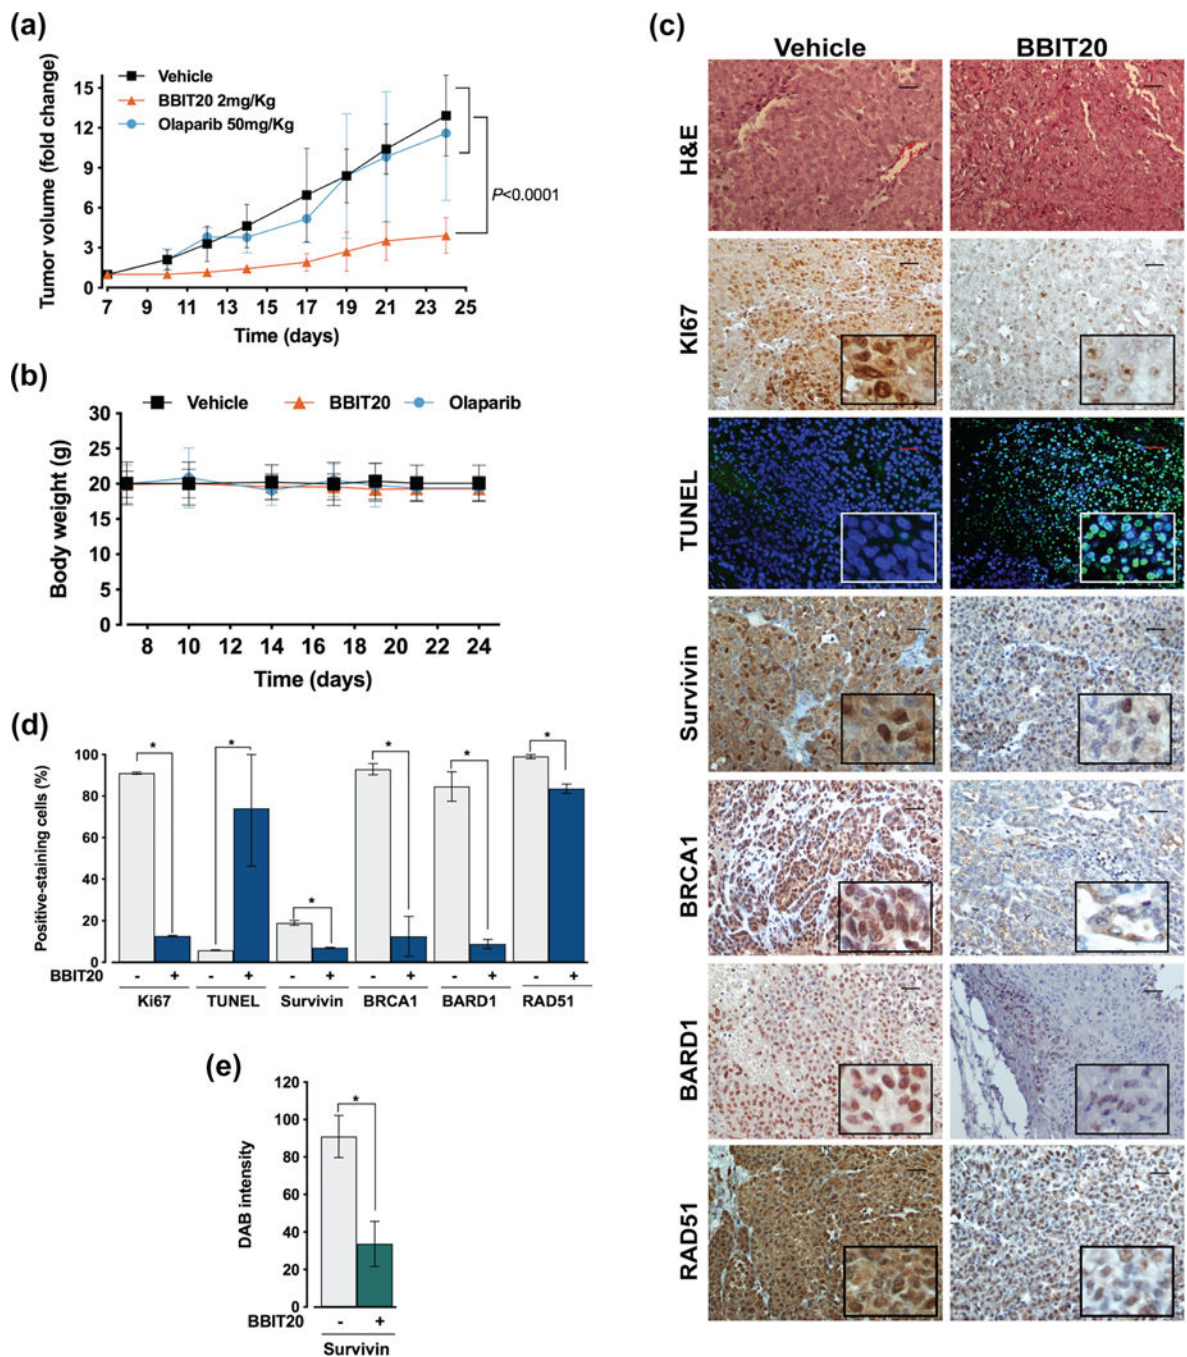 (a)
Tumor volume (fold change)
15
12
9
6
3
0
Vehicle
BBIT20 2mg/Kg
Olaparib 50mg/Kg
P<0.0001
7 9 11 13 15 17 19 21 23 25
Time (days)
(b)
Body weight (g)
30
25
20
15
10
5
0
Vehicle BBIT20 Olaparib
8 10 12 14 16 18 20 22 24
Time (days)
(c)
Vehicle BBIT20
H&E
KI67
TUNEL
Survivin
BRCA1
BARD1
RAD51
(d)
Positive-staining cells (%)
100
80
60
40
20
0
* * * * * *
BBIT20 - + - + - + - + - + - +
Ki67 TUNEL Survivin BRCA1 BARD1 RAD51
(e)
DAB intensity
120
100
80
60
40
20
0
*
BBIT20 - +
Survivin